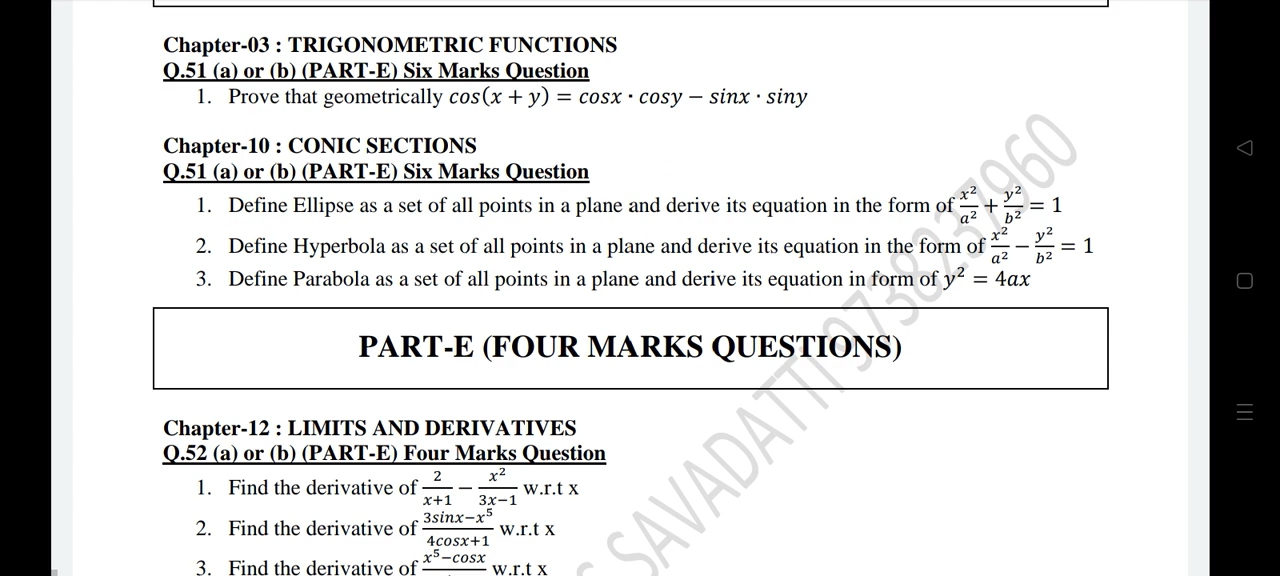 Chapter-03 : TRIGONOMETRIC FUNCTIONS
Q.51 (a) or (b) (PART-E) Six Marks Question
1. Prove that geometrically cos(x + y) = cosx · cosy − sinx · siny
Chapter-10 : CONIC SECTIONS
Q.51 (a) or (b) (PART-E) Six Marks Question
1. Define Ellipse as a set of all points in a plane and derive its equation in the form of x²/a² + y²/b² = 1
2. Define Hyperbola as a set of all points in a plane and derive its equation in the form of x²/a² − y²/b² = 1
3. Define Parabola as a set of all points in a plane and derive its equation in form of y² = 4ax
PART-E (FOUR MARKS QUESTIONS)
Chapter-12 : LIMITS AND DERIVATIVES
Q.52 (a) or (b) (PART-E) Four Marks Question
1. Find the derivative of 2/(x+1) − x²/(3x−1) w.r.t x
2. Find the derivative of (3sinx−x⁵)/(4cosx+1) w.r.t x
3. Find the derivative of x⁵−cosx w.r.t x
SAVADATTI 9738237960